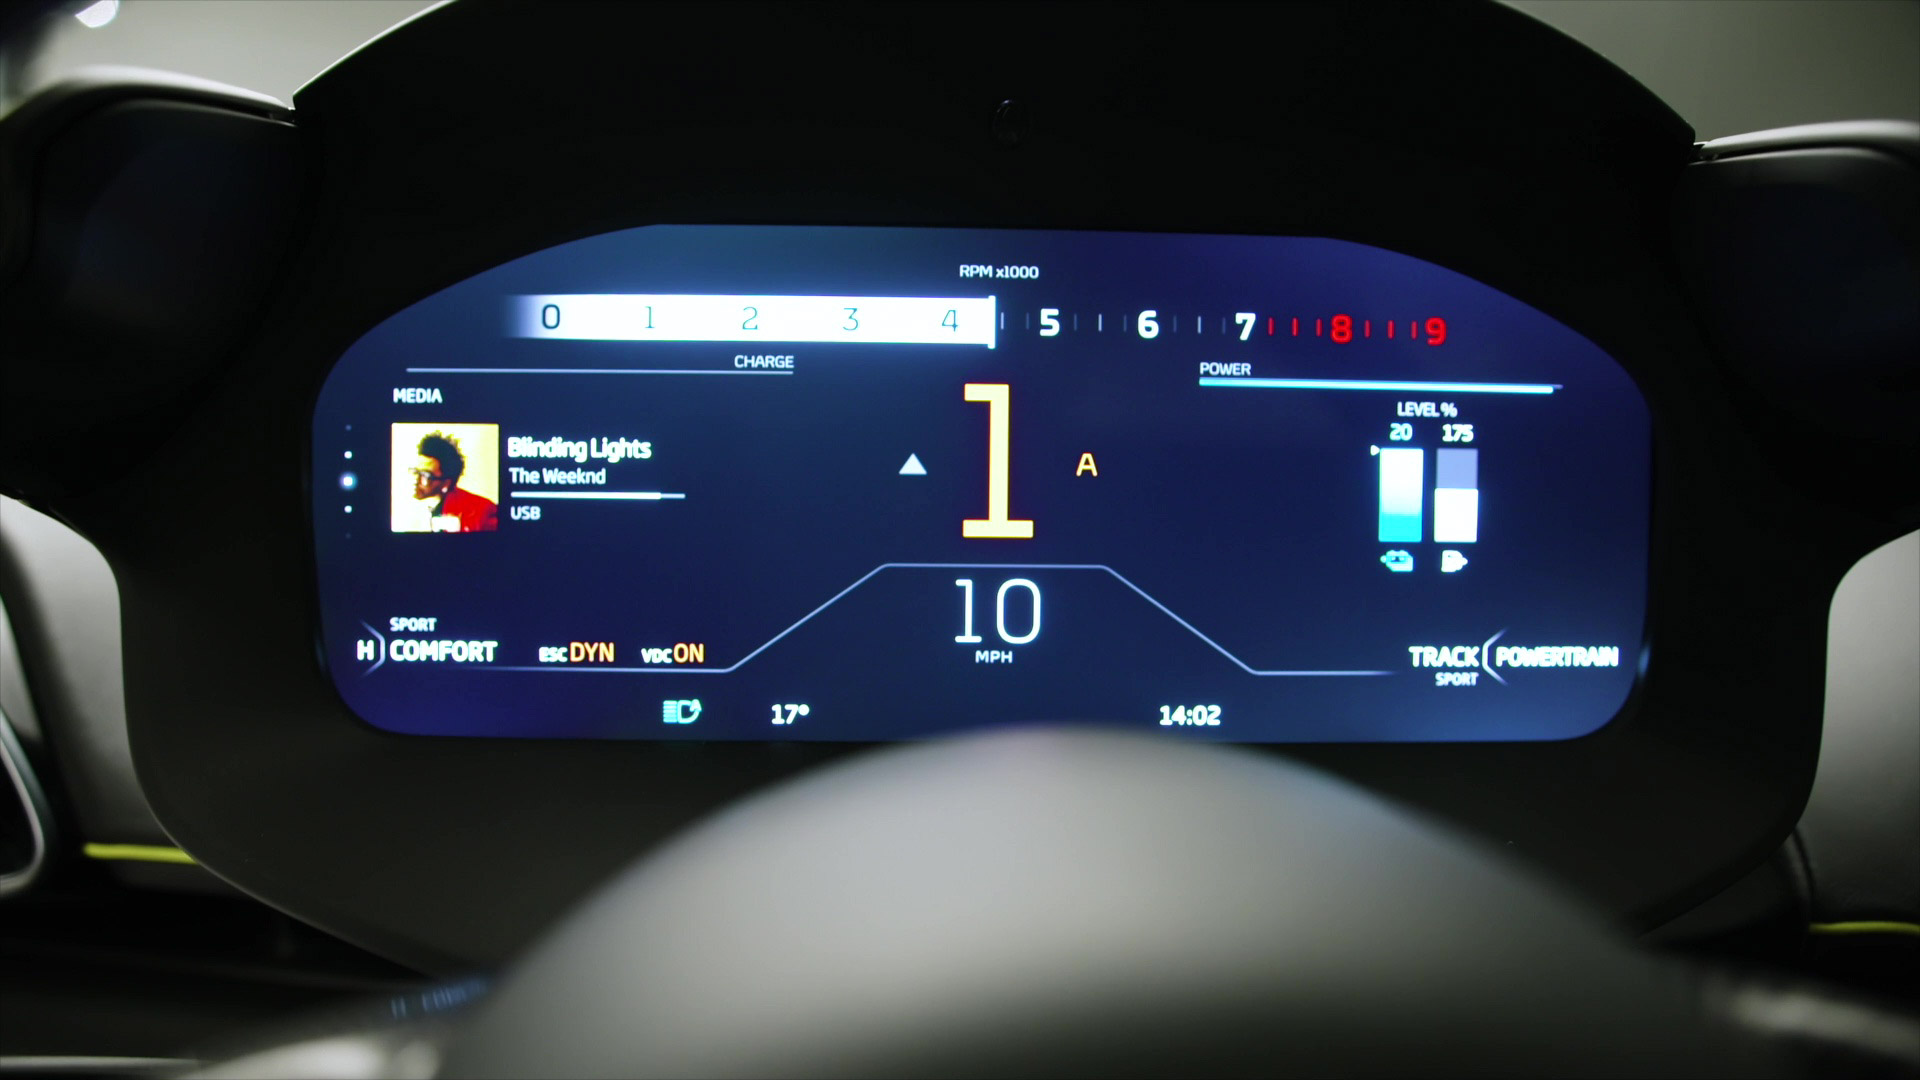 RPM x1000
0 1 2 3 4 5 6 7 8 9
CHARGE
POWER
MEDIA
Blinding Lights
The Weeknd
USB
1 A
LEVEL %
20 175
10
MPH
SPORT
H COMFORT
ESC DYN VDC ON
TRACK POWERTRAIN
SPORT
17°
14:02